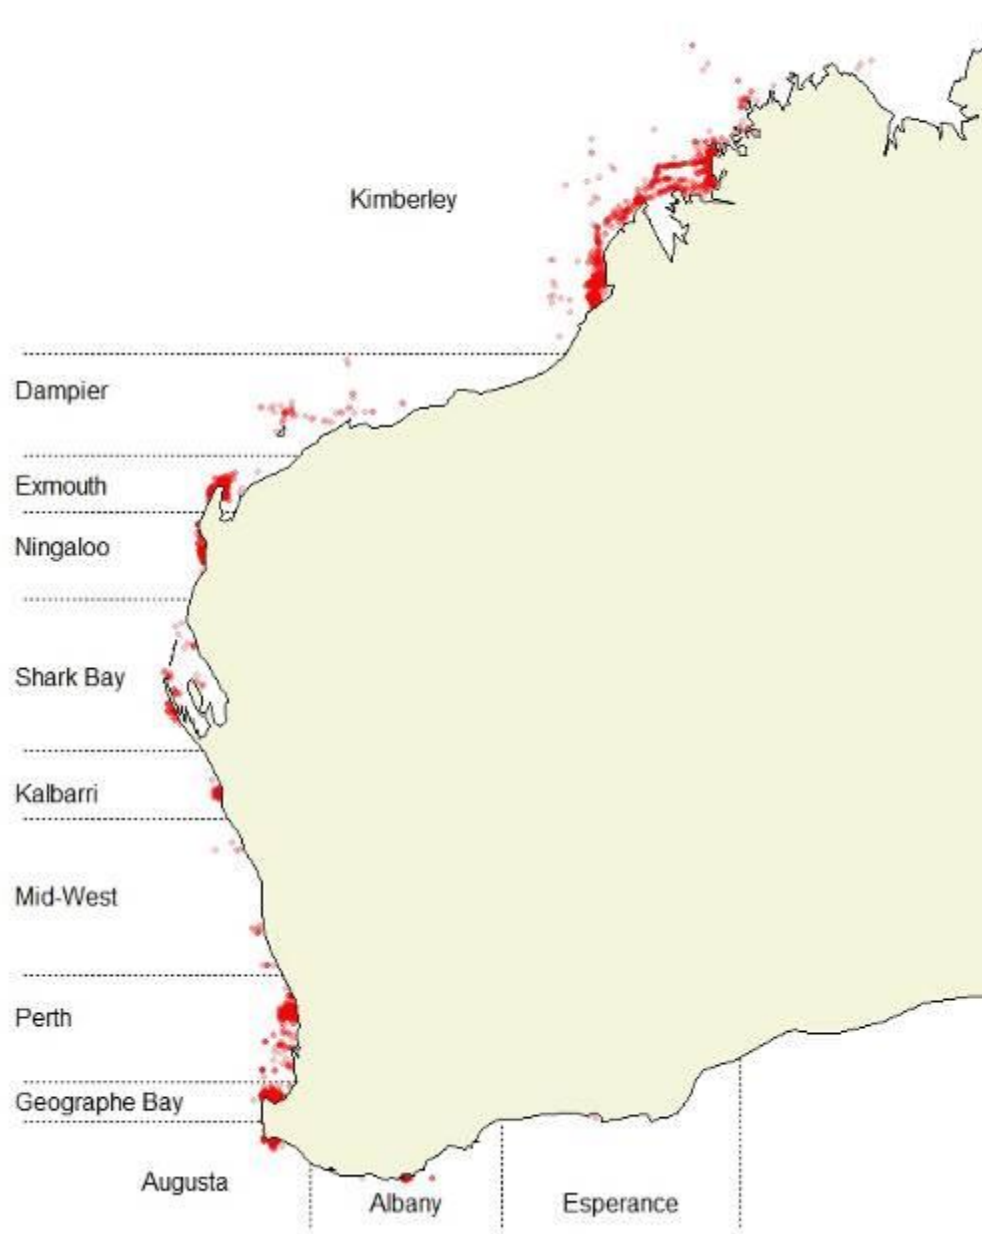 Kimberley
Dampier
Exmouth
Ningaloo
Shark Bay
Kalbarri
Mid-West
Perth
Geographe Bay
Augusta
Albany
Esperance